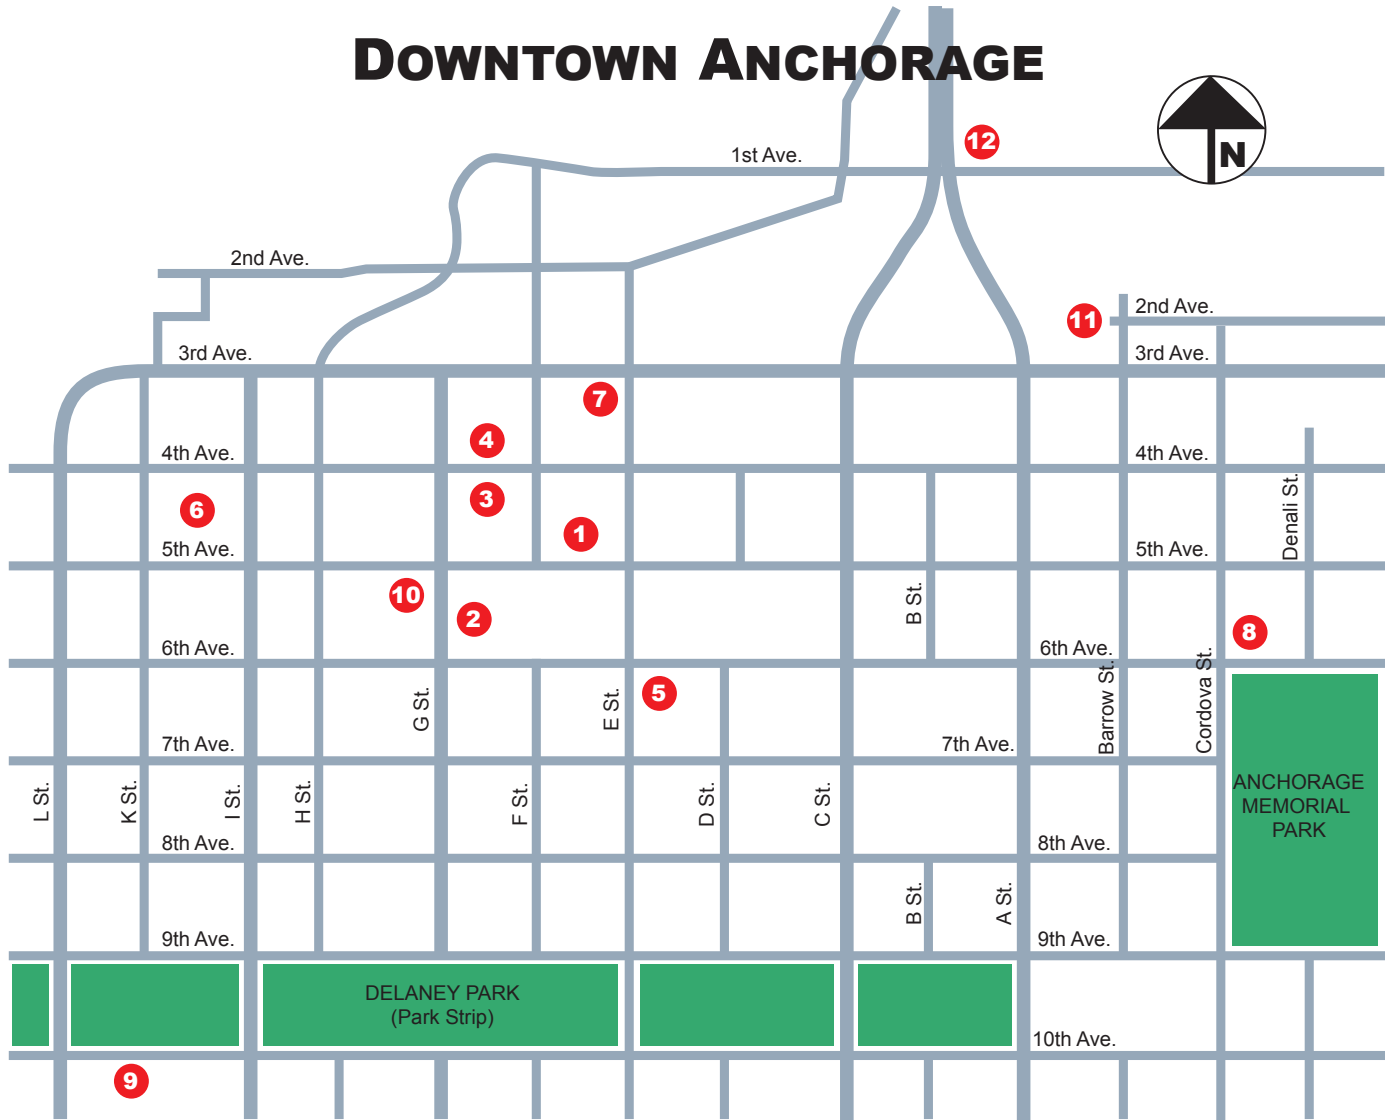 DOWNTOWN ANCHORAGE
12
1st Ave.
N
2nd Ave.
11
2nd Ave.
3rd Ave.
3rd Ave.
7
4
4th Ave.
4th Ave.
6
3
1
Denali St.
5th Ave.
5th Ave.
10
2
B St.
8
6th Ave.
6th Ave.
G St.
E St.
5
Barrow St.
Cordova St.
7th Ave.
7th Ave.
L St.
K St.
I St.
H St.
F St.
D St.
C St.
ANCHORAGE
MEMORIAL
PARK
8th Ave.
8th Ave.
B St.
A St.
9th Ave.
9th Ave.
DELANEY PARK
(Park Strip)
10th Ave.
9